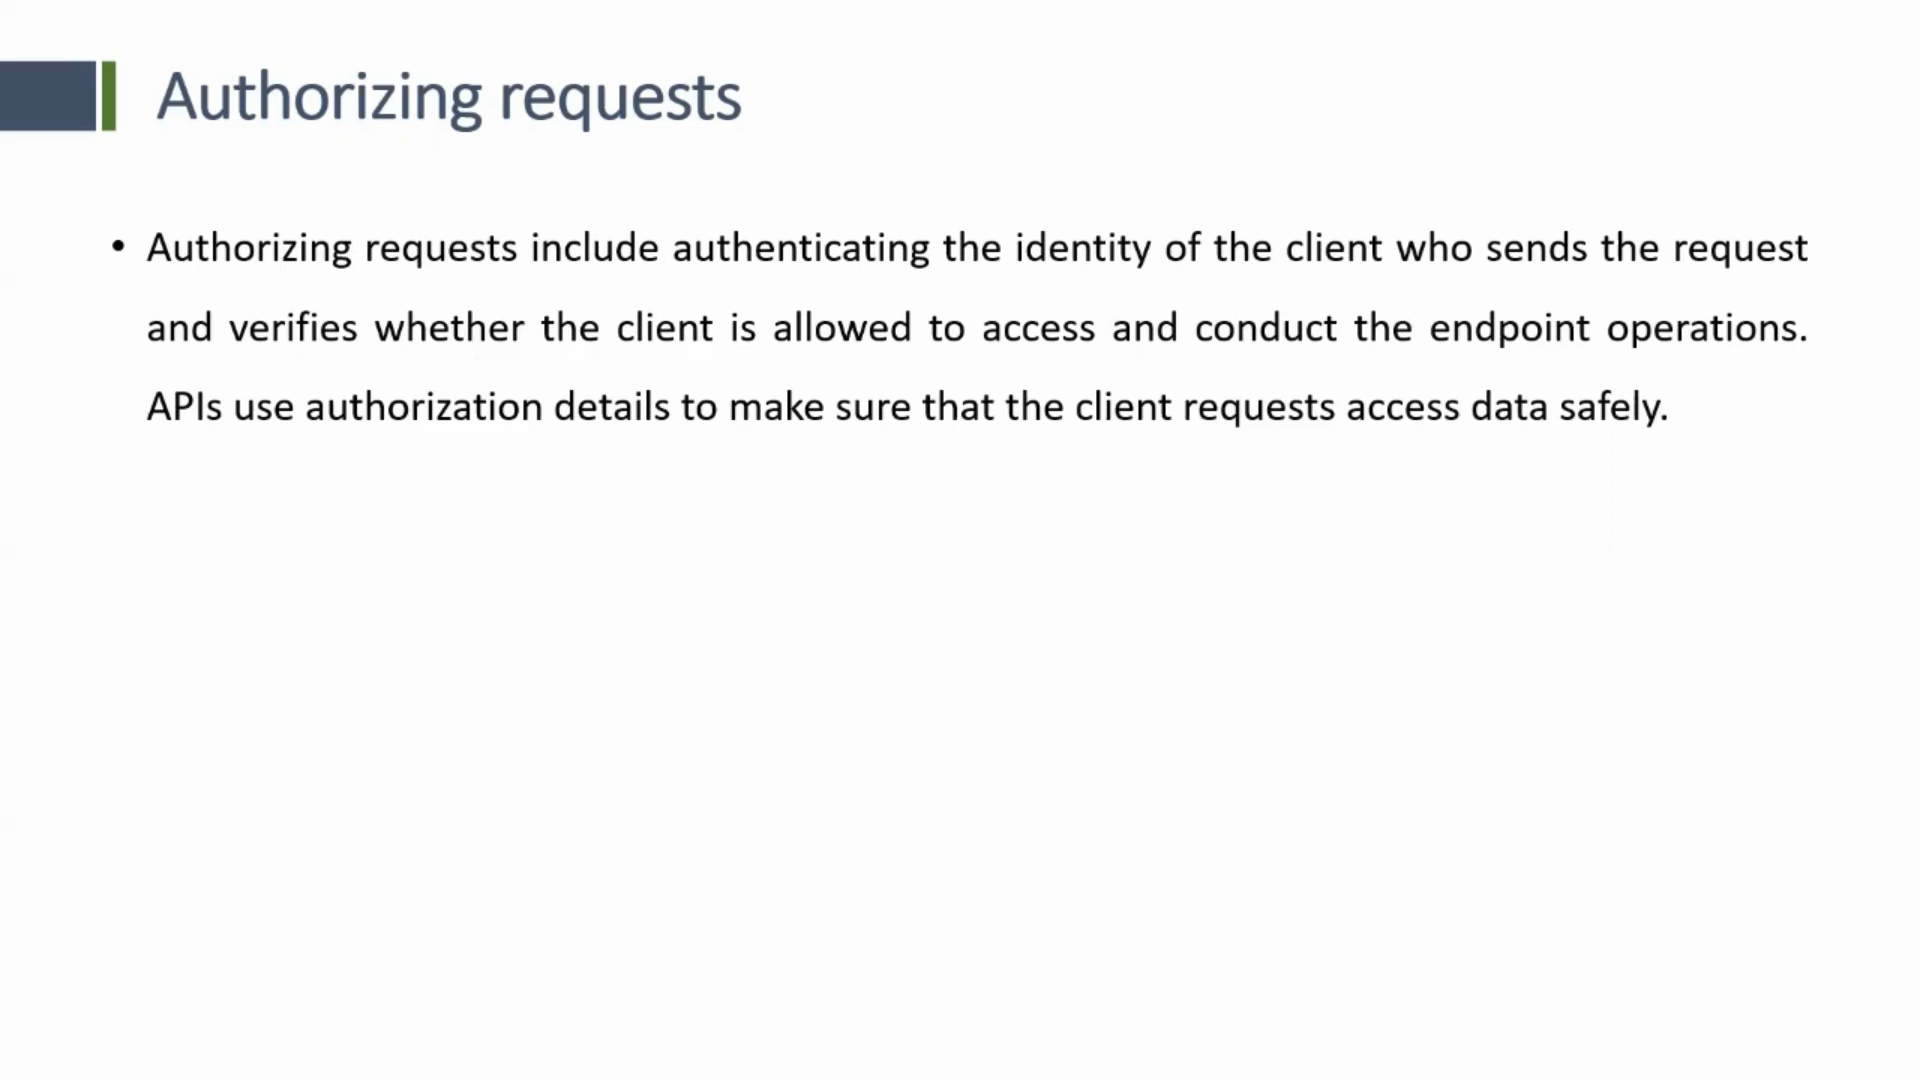 Authorizing requests
• Authorizing requests include authenticating the identity of the client who sends the request
and verifies whether the client is allowed to access and conduct the endpoint operations.
APIs use authorization details to make sure that the client requests access data safely.